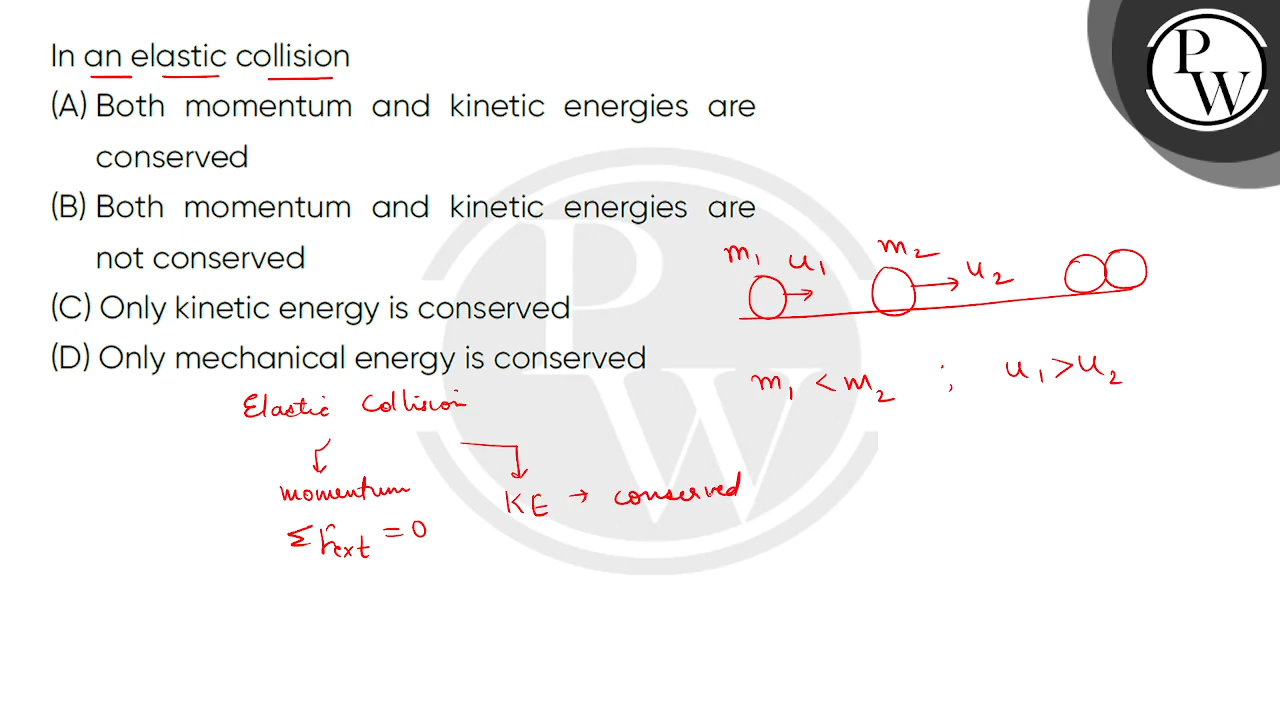 In an elastic collision
(A) Both momentum and kinetic energies are
conserved
(B) Both momentum and kinetic energies are
not conserved
(C) Only kinetic energy is conserved
(D) Only mechanical energy is conserved
P
W
m₁ u₁ m₂ u₂
m₁ < m₂ ; u₁ > u₂
Elastic Collision
momentum
KE → conserved
ΣFext = 0
P
W